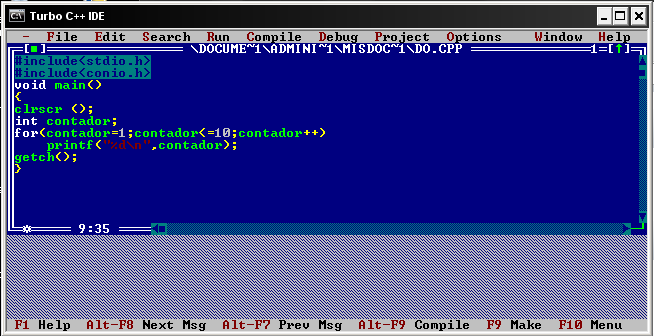 Turbo C++ IDE
File Edit Search Run Compile Debug Project Options Window Help
\DOCUME~1\ADMINI~1\MISDOC~1\DO.CPP 1
#include<stdio.h>
#include<conio.h>
void main()
{
clrscr ();
int contador;
for(contador=1;contador<=10;contador++)
printf("%d\n",contador);
getch();
}
9:35
F1 Help Alt-F8 Next Msg Alt-F7 Prev Msg Alt-F9 Compile F9 Make F10 Menu